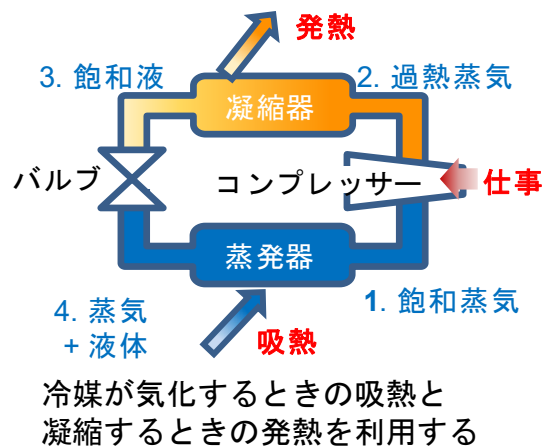 発熱
3. 飽和液
2. 過熱蒸気
凝縮器
バルブ
コンプレッサー
仕事
蒸発器
4. 蒸気
+ 液体
吸熱
1. 飽和蒸気
冷媒が気化するときの吸熱と
凝縮するときの発熱を利用する